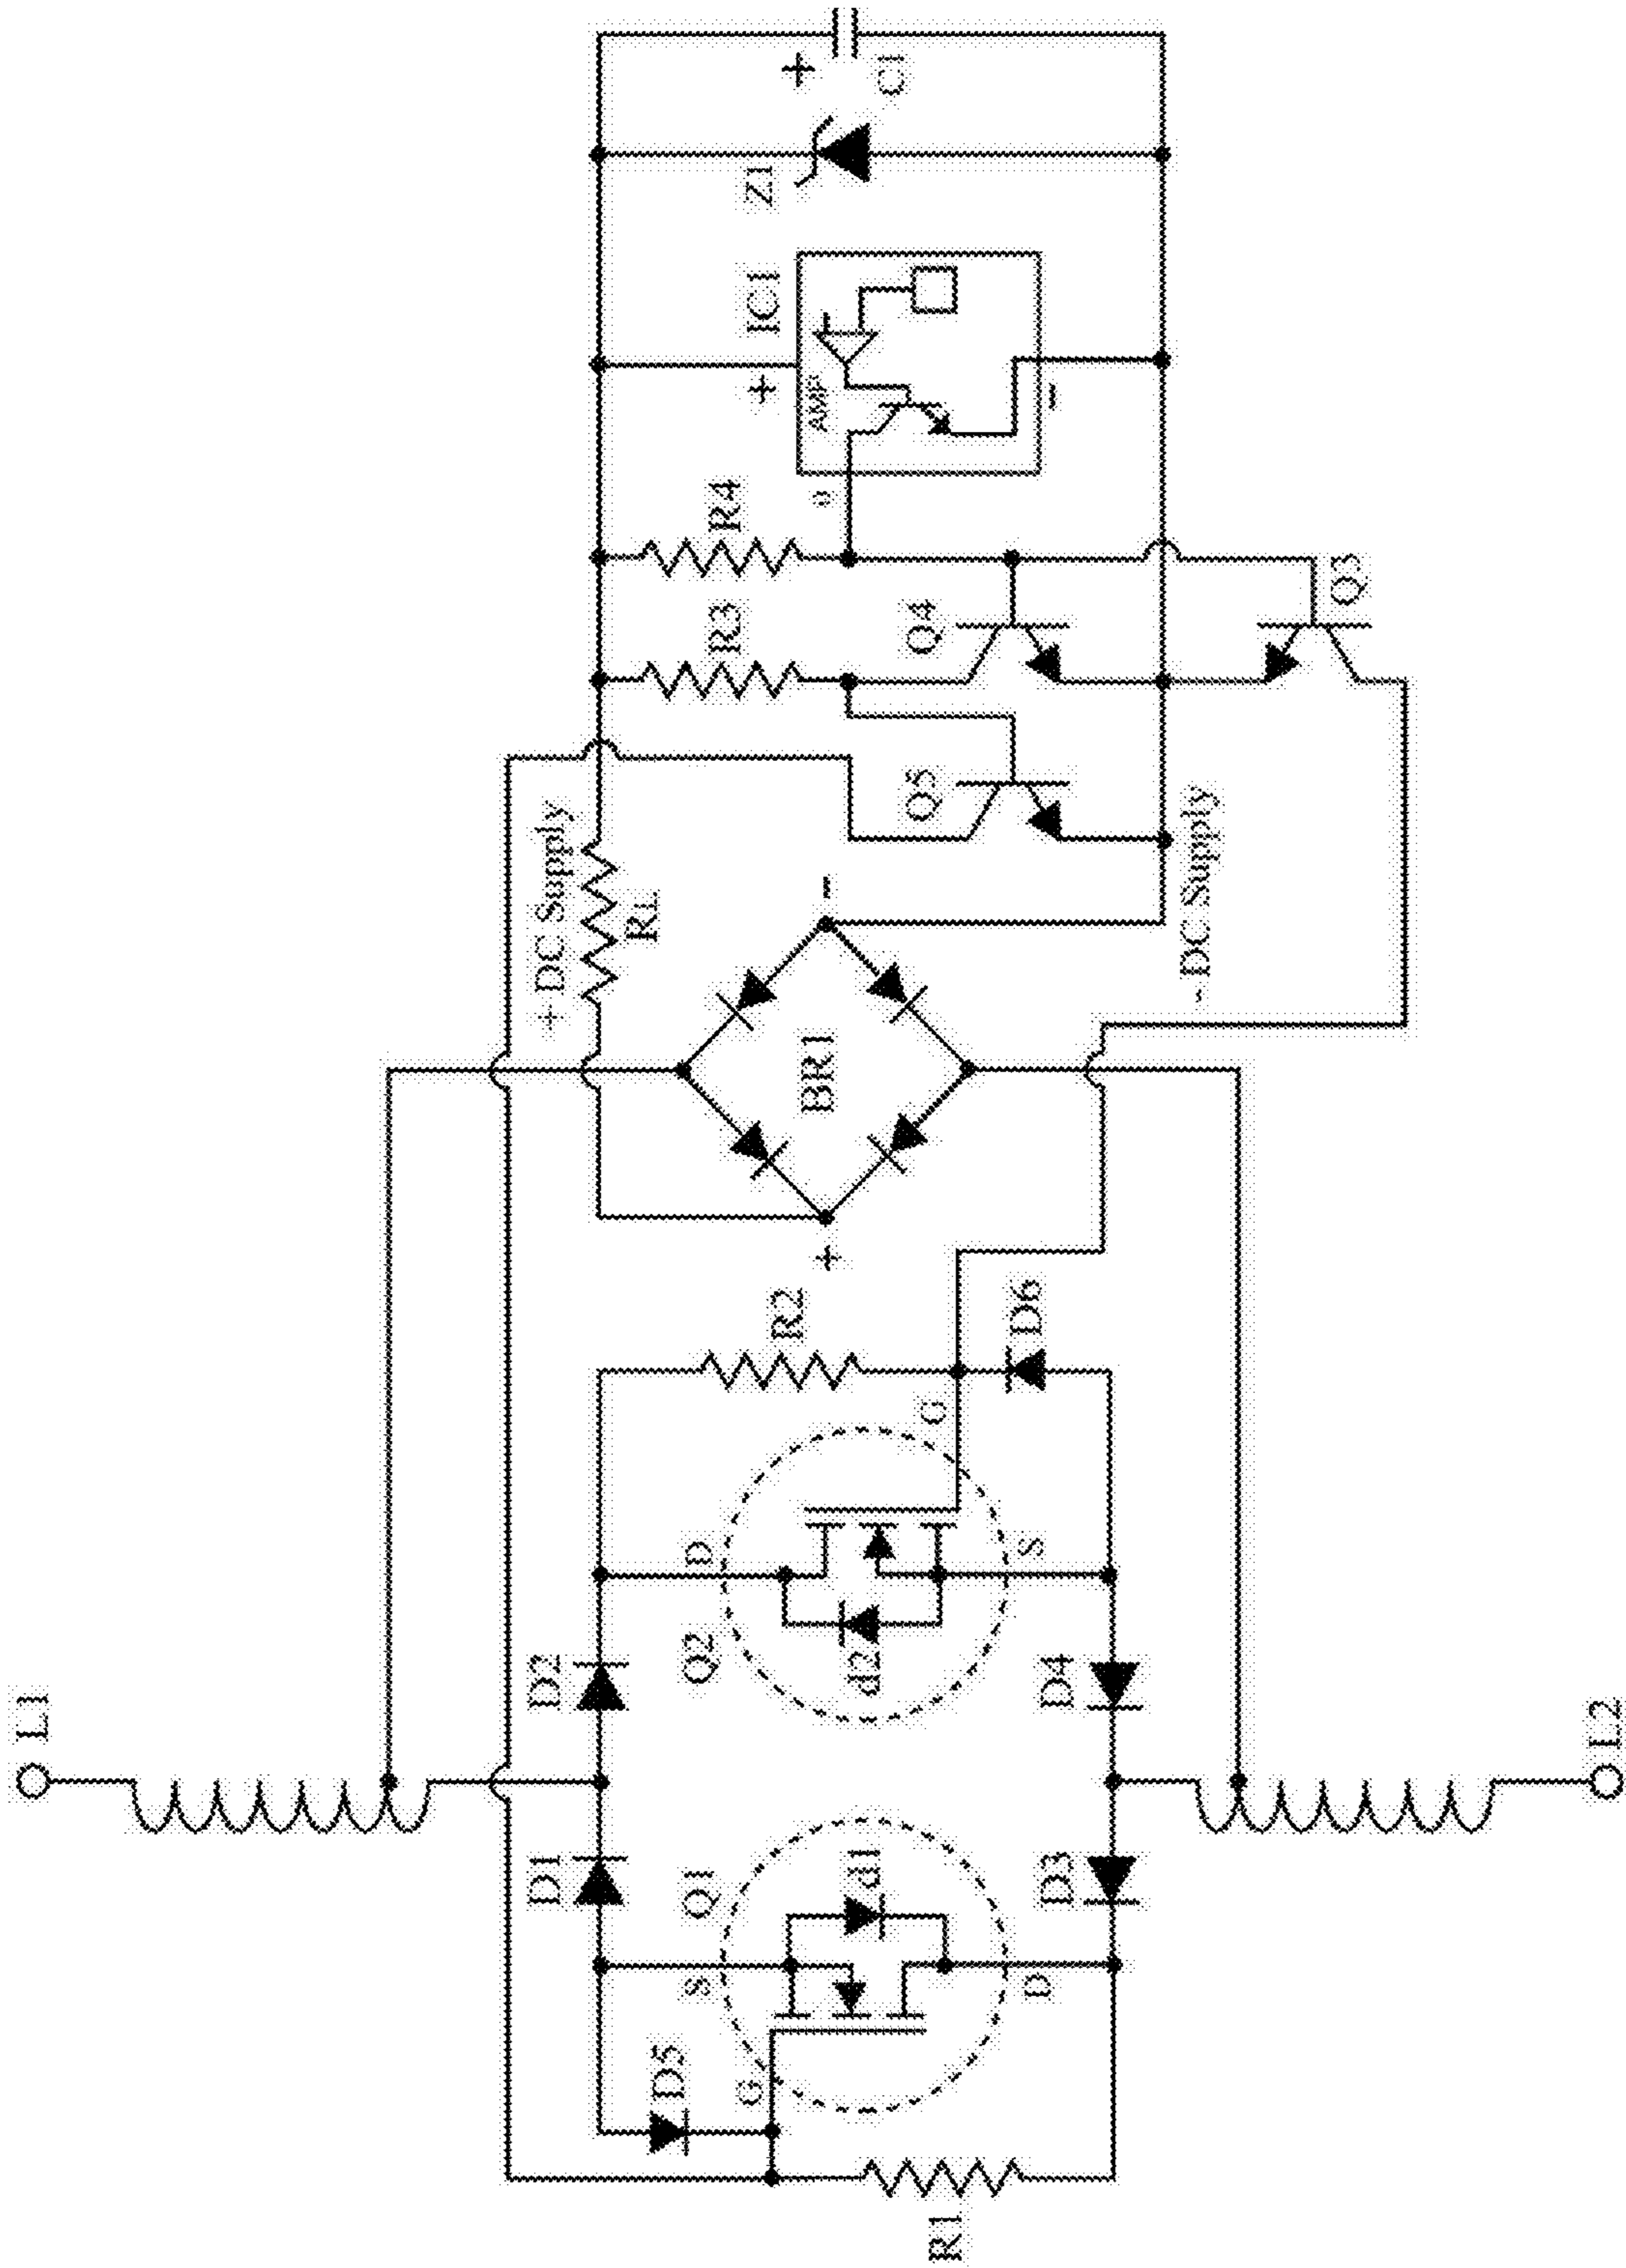 L1
D1
D2
+ DC Supply
RL
D5
S
Q1
Q2
D
R3
R4
G
+
IC1
Z1
R2
+
+
AMP
o
BR1
-
d1
d2
C1
Q5
Q4
R1
G
D
D3
D4
S
D6
-
- DC Supply
Q3
L2